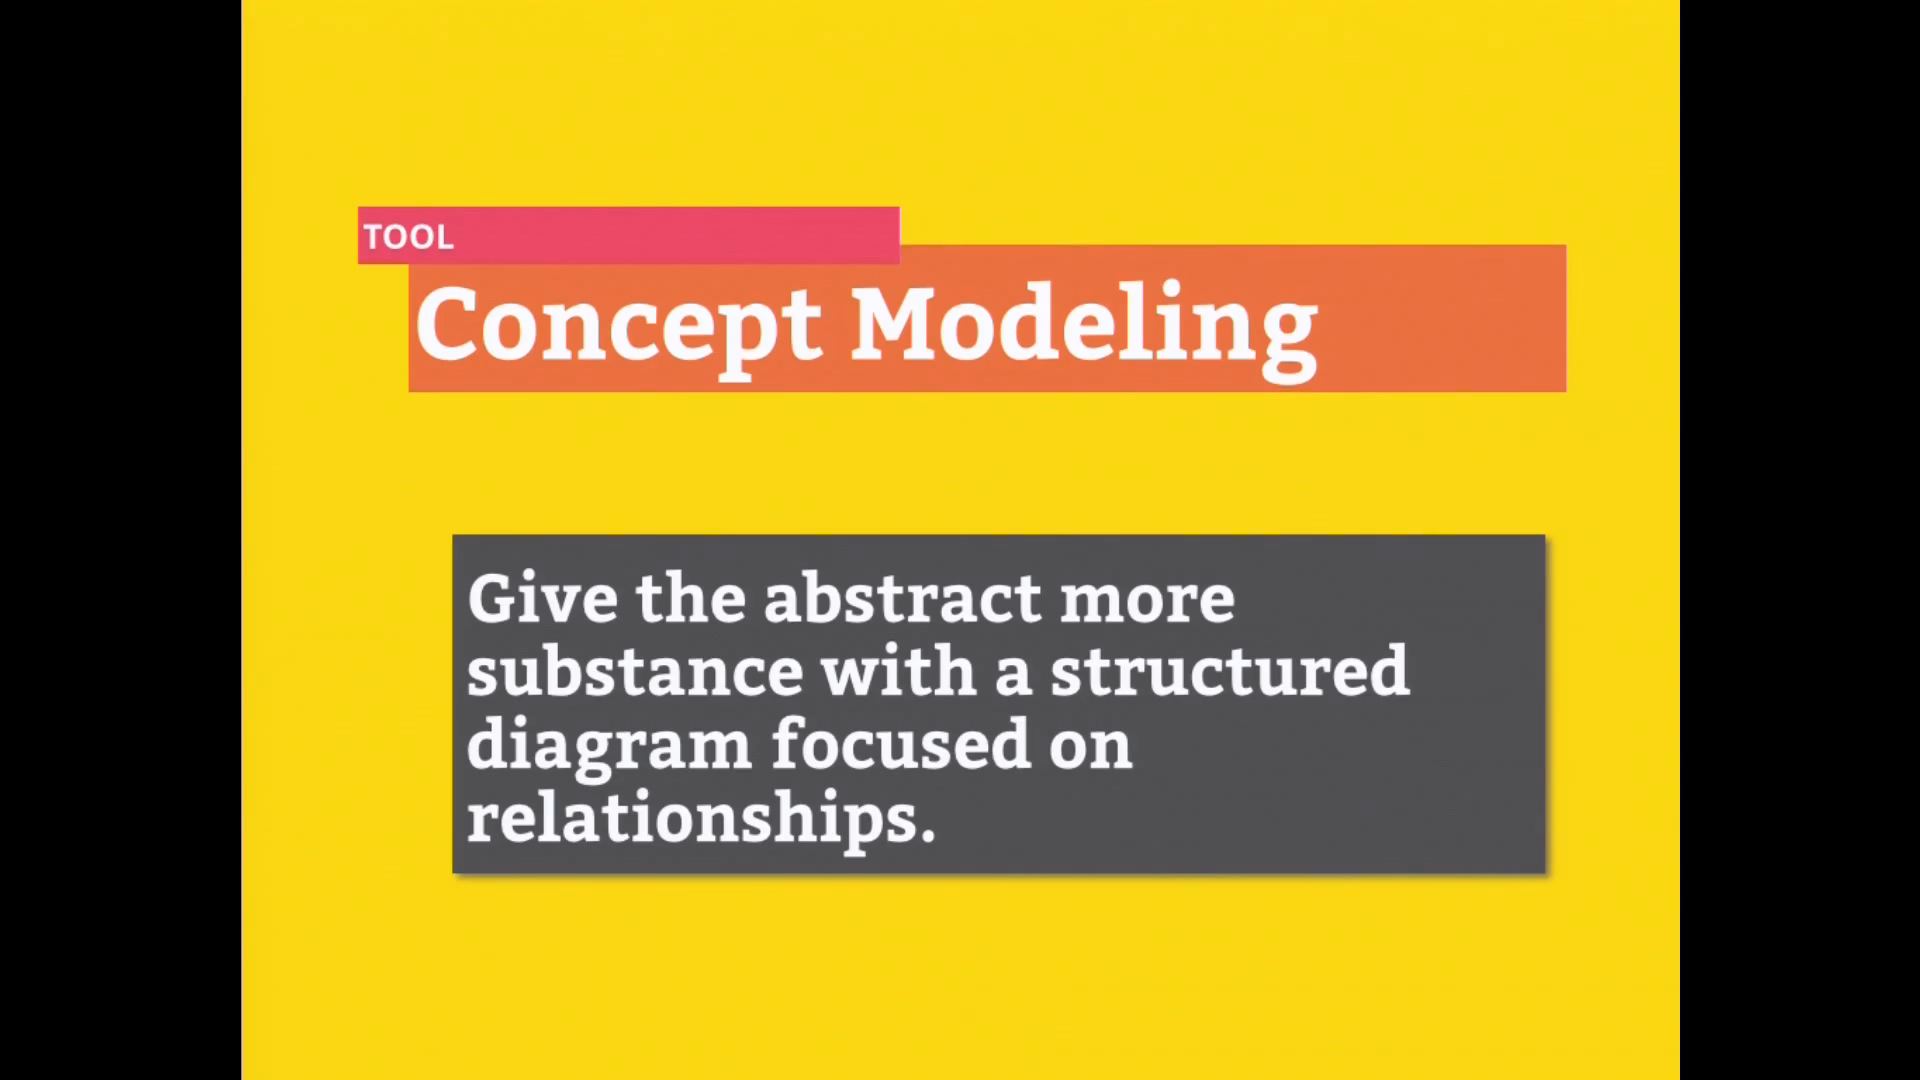 TOOL
Concept Modeling
Give the abstract more
substance with a structured
diagram focused on
relationships.